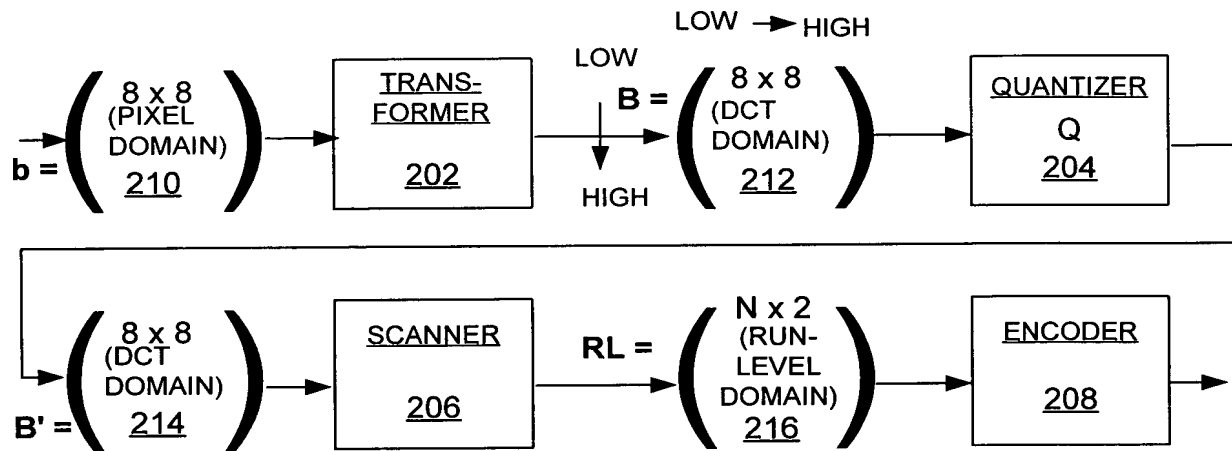 LOW HIGH
LOW
b =
8 x 8
(PIXEL
DOMAIN)
210
TRANS-
FORMER
202
HIGH
B =
8 x 8
(DCT
DOMAIN)
212
QUANTIZER
Q
204
B' =
8 x 8
(DCT
DOMAIN)
214
SCANNER
206
RL =
N x 2
(RUN-
LEVEL
DOMAIN)
216
ENCODER
208